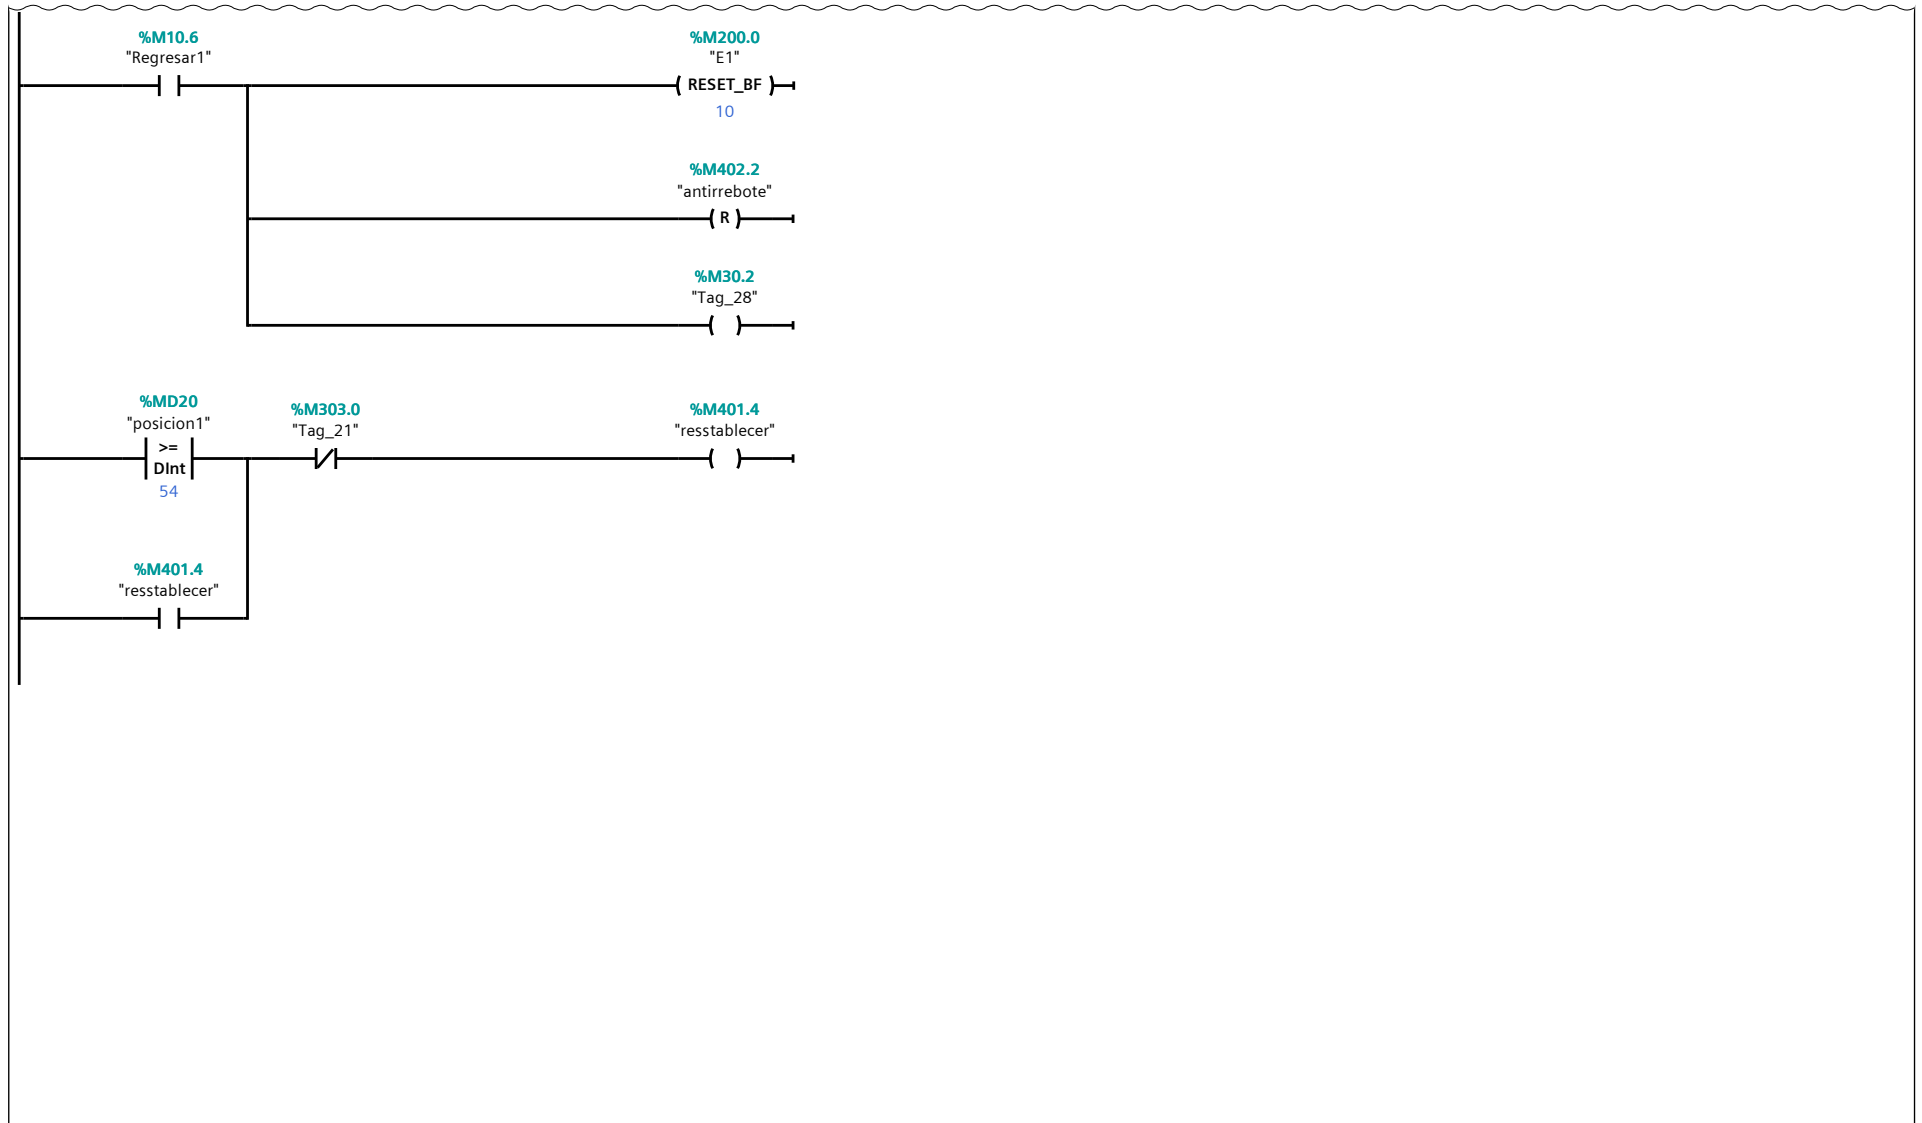 %M10.6
"Regresar1"
%M200.0
"E1"
RESET_BF
10
%M402.2
"antirrebote"
R
%M30.2
"Tag_28"
%MD20
"posicion1"
>=
DInt
54
%M303.0
"Tag_21"
%M401.4
"resstablecer"
%M401.4
"resstablecer"